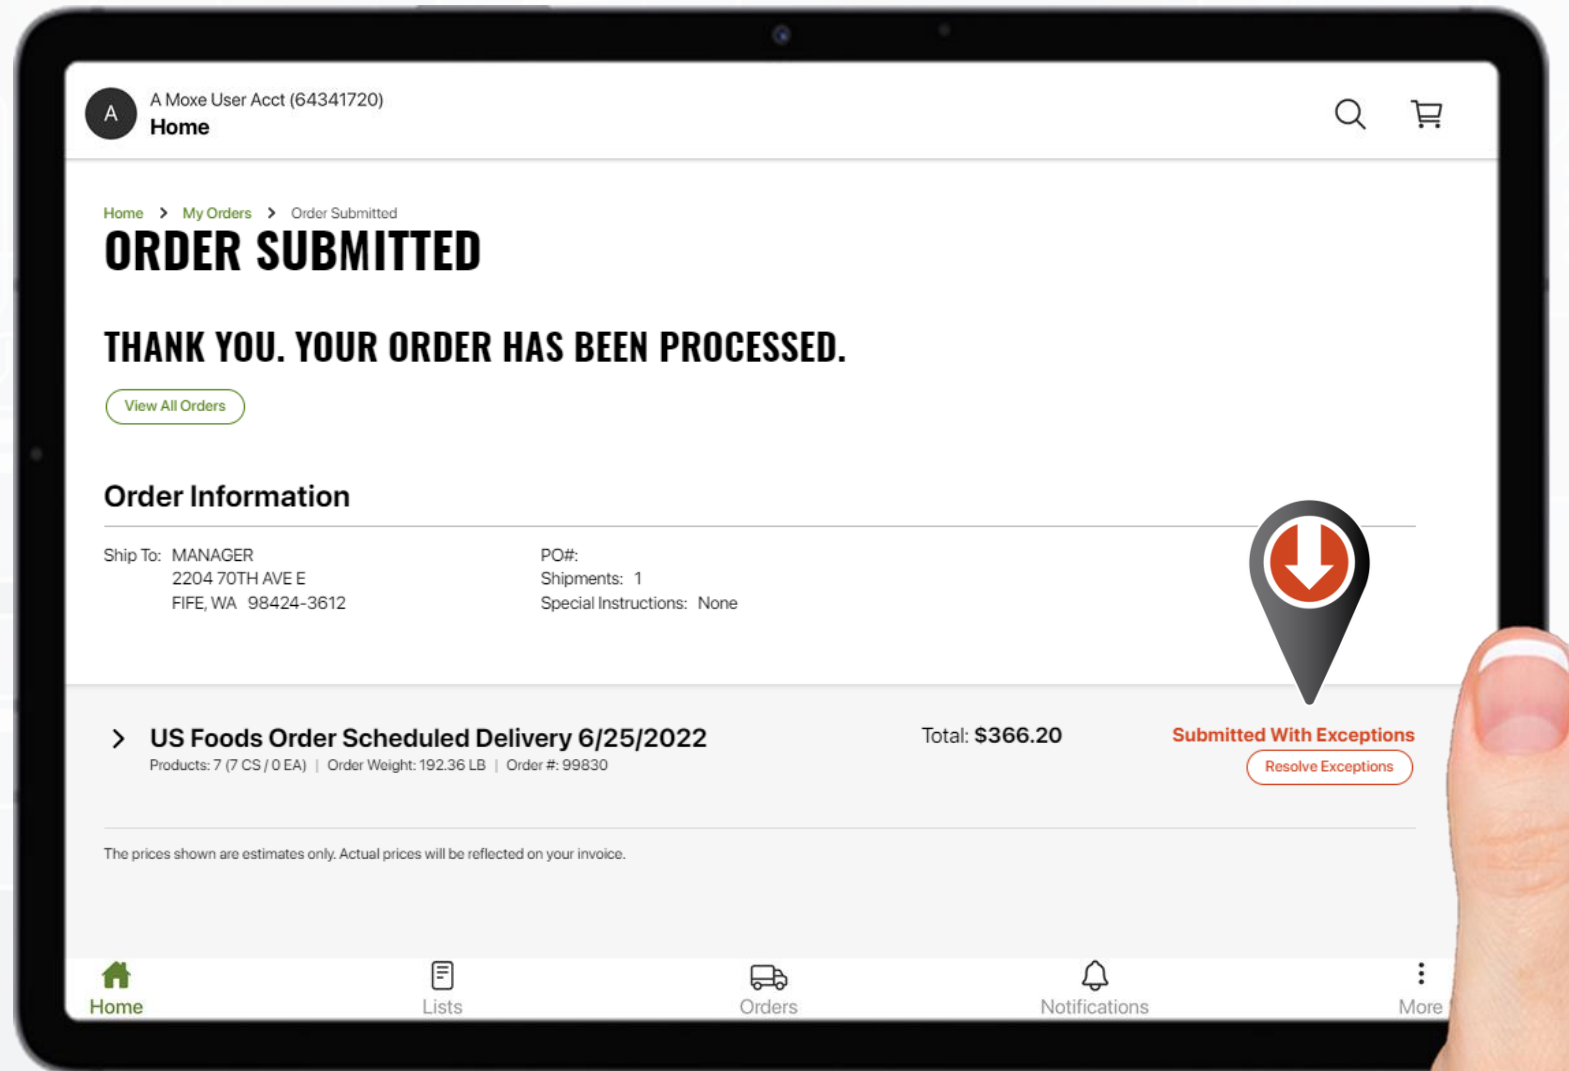 A
A Moxe User Acct (64341720)
Home
Home > My Orders > Order Submitted
ORDER SUBMITTED
THANK YOU. YOUR ORDER HAS BEEN PROCESSED.
View All Orders
Order Information
Ship To: MANAGER
2204 70TH AVE E
FIFE, WA 98424-3612
PO#:
Shipments: 1
Special Instructions: None
US Foods Order Scheduled Delivery 6/25/2022
Products: 7 (7 CS / 0 EA) | Order Weight: 192.36 LB | Order #: 99830
Total: $366.20
Submitted With Exceptions
Resolve Exceptions
The prices shown are estimates only. Actual prices will be reflected on your invoice.
Home
Lists
Orders
Notifications
More